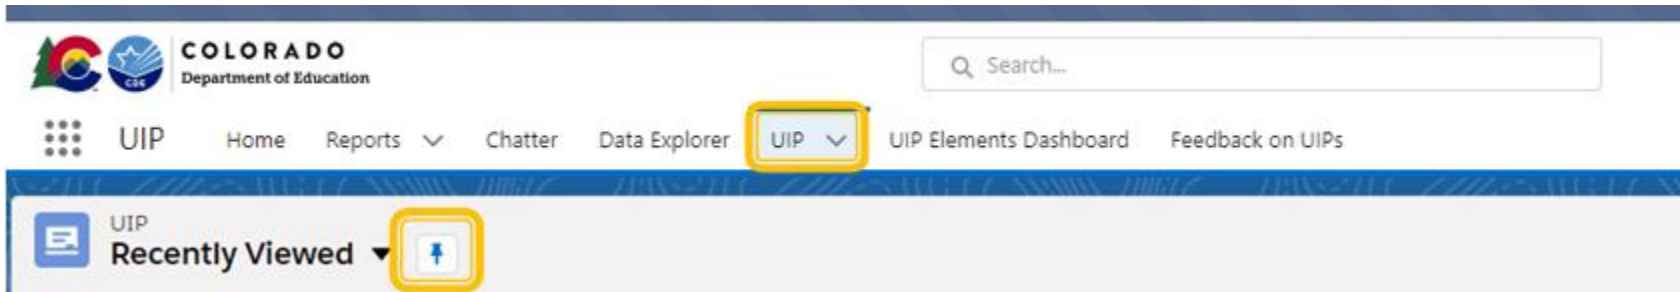 COLORADO
Department of Education
CDE
Search...
UIP Home Reports Chatter Data Explorer UIP UIP Elements Dashboard Feedback on UIPs
UIP
Recently Viewed